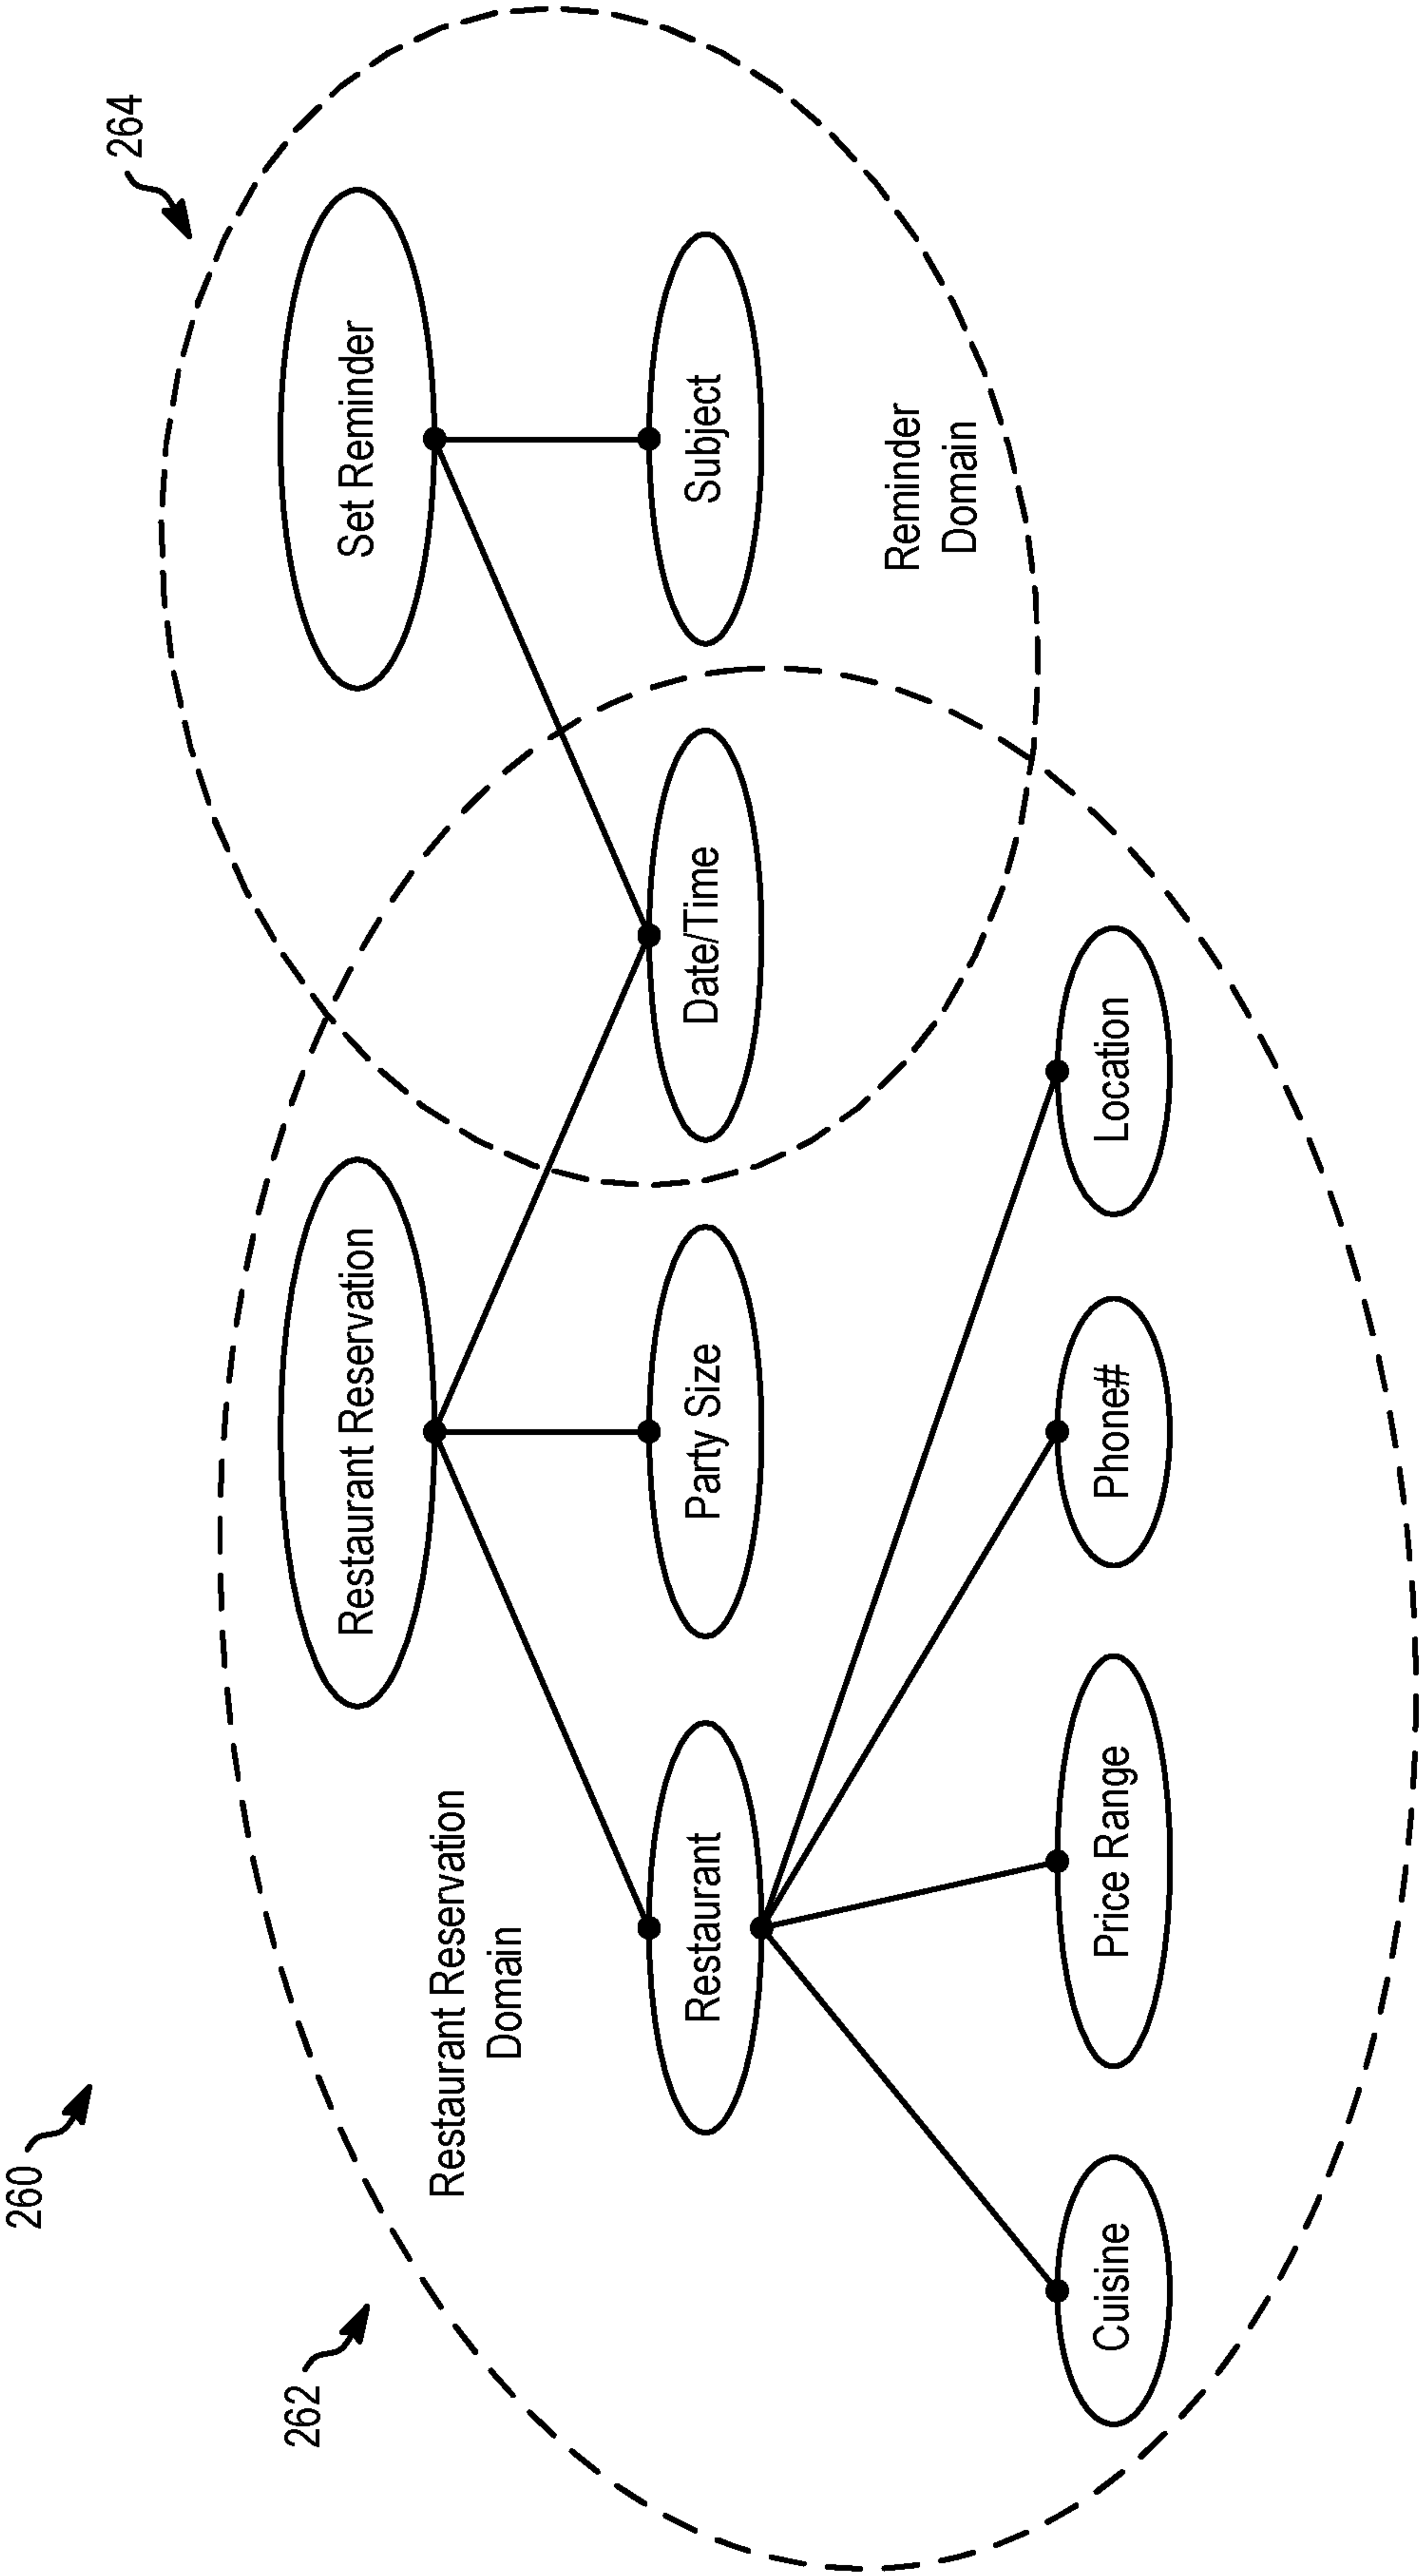 260
262
264
Restaurant Reservation
Set Reminder
Restaurant Reservation
Domain
Restaurant
Party Size
Date/Time
Subject
Reminder
Domain
Cuisine
Price Range
Phone#
Location